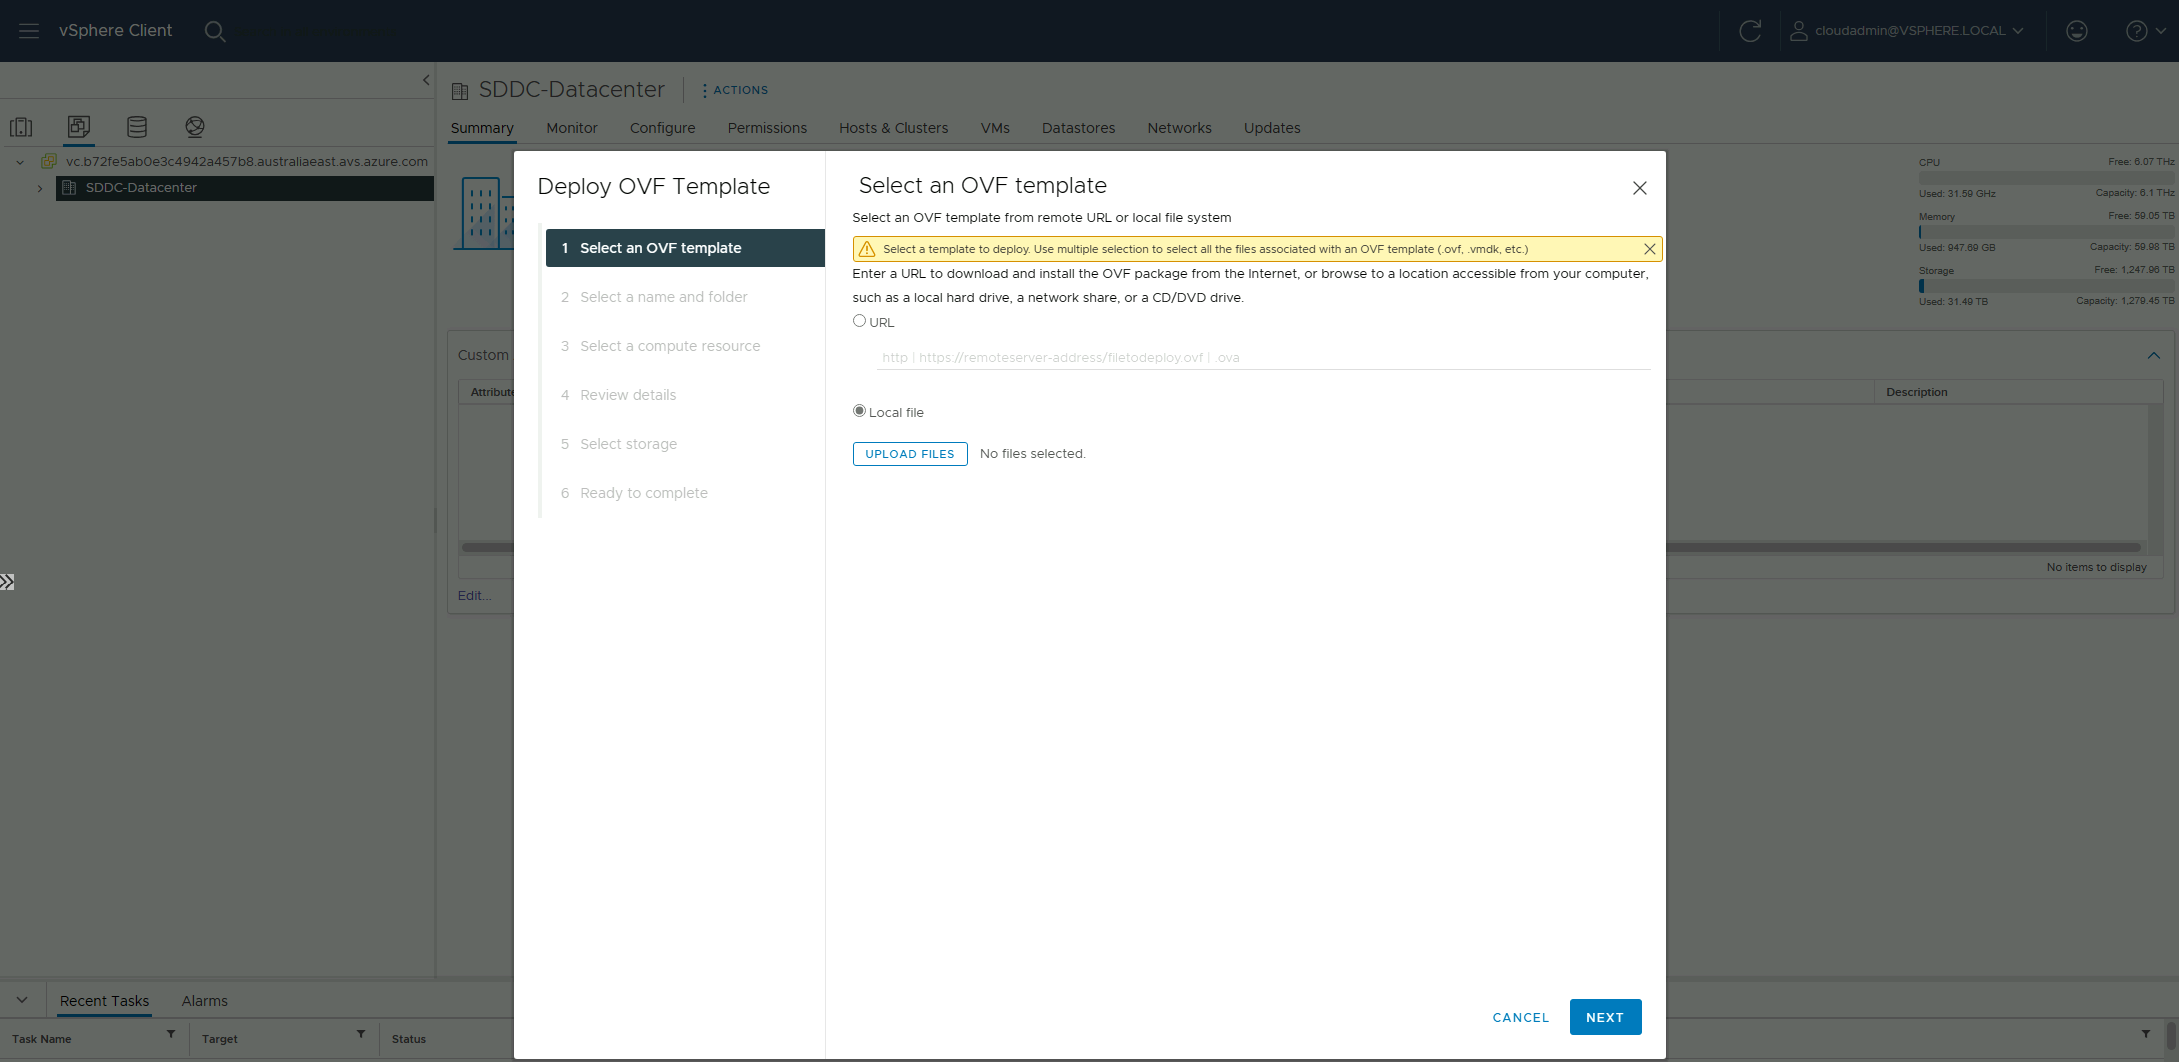 vSphere Client
cloudadmin@VSPHERE.LOCAL
SDDC-Datacenter
ACTIONS
Summary
Monitor
Configure
Permissions
Hosts & Clusters
VMs
Datastores
Networks
Updates
vc.b72fe5ab0e3c4942a457b8.australiaeast.avs.azure.com
SDDC-Datacenter
CPU
Free: 6.07 THz
Used: 31.59 GHz
Capacity: 6.1 THz
Memory
Free: 59.05 TB
Used: 947.69 GB
Capacity: 59.98 TB
Storage
Free: 1,247.96 TB
Used: 31.49 TB
Capacity: 1,279.45 TB
Custom
Attribute
Description
No items to display
Edit...
Deploy OVF Template
1 Select an OVF template
2 Select a name and folder
3 Select a compute resource
4 Review details
5 Select storage
6 Ready to complete
Select an OVF template
Select an OVF template from remote URL or local file system
Select a template to deploy. Use multiple selection to select all the files associated with an OVF template (.ovf, .vmdk, etc.)
Enter a URL to download and install the OVF package from the Internet, or browse to a location accessible from your computer,
such as a local hard drive, a network share, or a CD/DVD drive.
URL
http | https://remoteserver-address/filetodeploy.ovf | .ova
Local file
UPLOAD FILES
No files selected.
CANCEL
NEXT
Recent Tasks
Alarms
Task Name
Target
Status